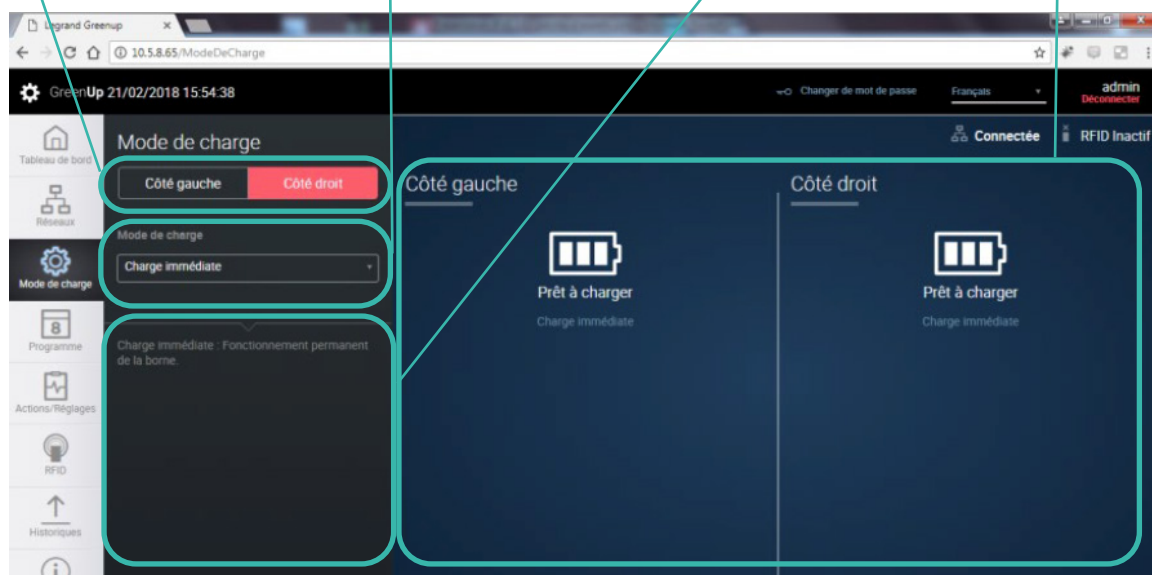 Legrand Greenup
10.5.8.65/ModeDeCharge
GreenUp 21/02/2018 15:54:38
Changer de mot de passe
Français
admin
Déconnecter
Connectée
RFID Inactif
Tableau de bord
Réseaux
Mode de charge
Programme
8
Actions/Réglages
RFID
Historiques
Mode de charge
Côté gauche
Côté droit
Mode de charge
Charge immédiate
Charge immédiate : Fonctionnement permanent
de la borne.
Côté gauche
Prêt à charger
Charge immédiate
Côté droit
Prêt à charger
Charge immédiate